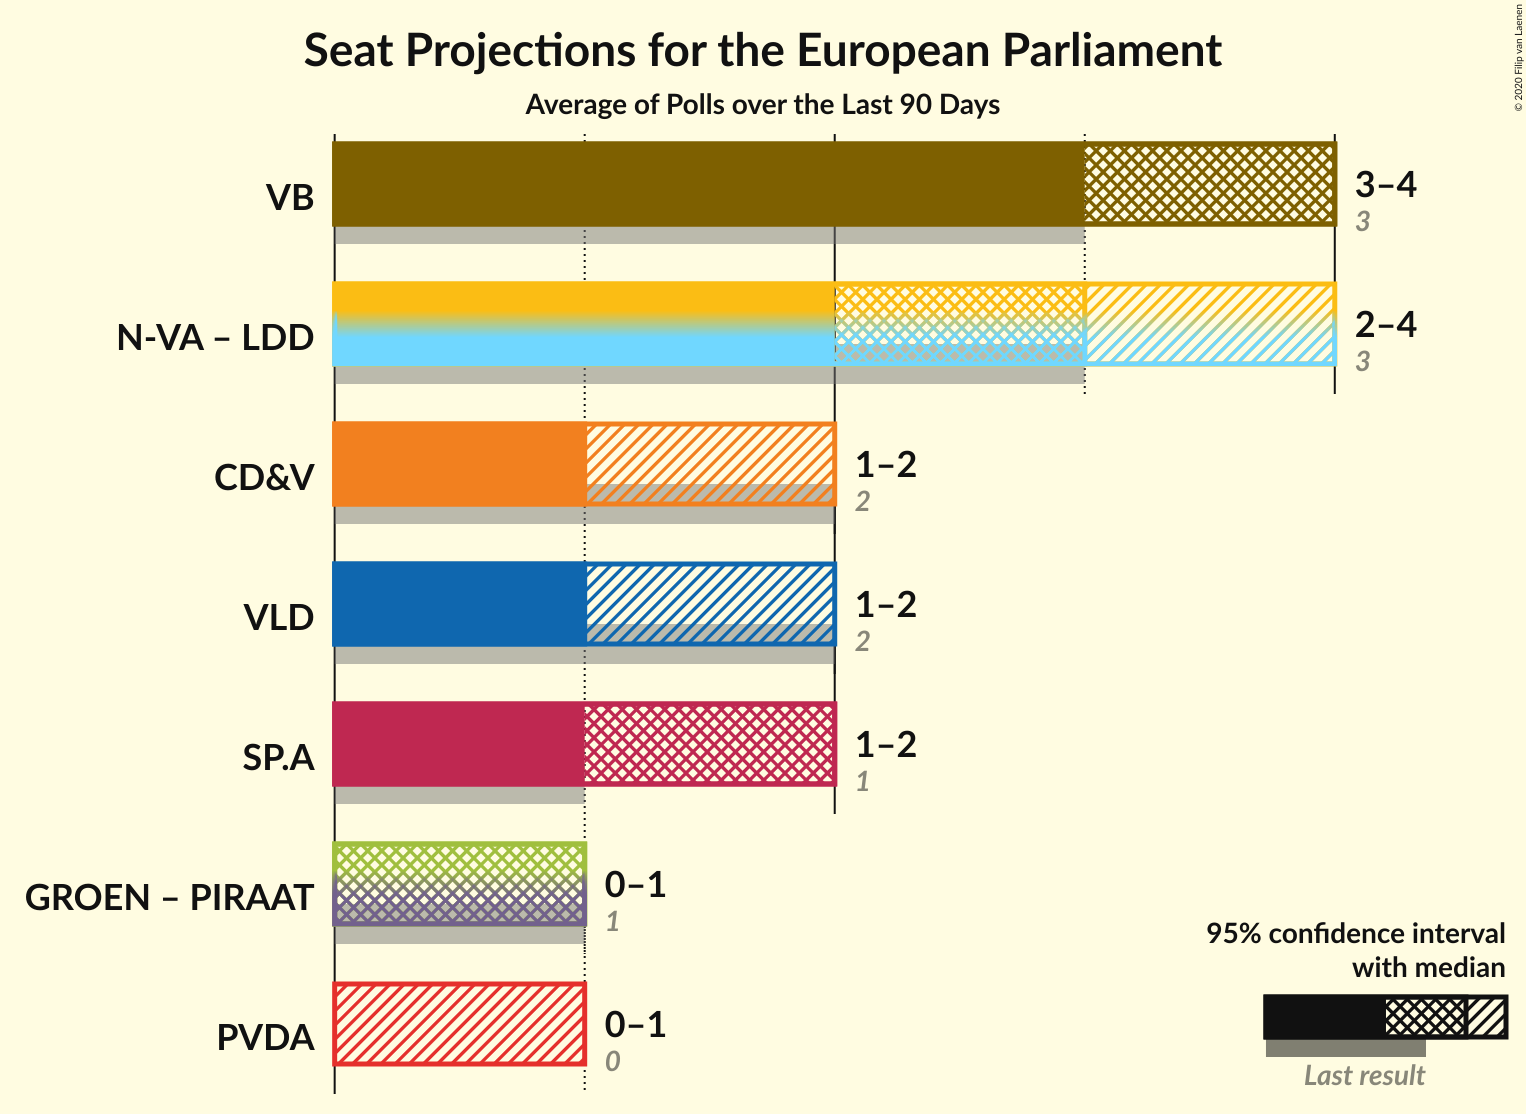 Seat Projections for the European Parliament
Average of Polls over the Last 90 Days
© 2020 Filip van Laenen
VB
3–4
3
N-VA – LDD
2–4
3
CD&V
1–2
2
VLD
1–2
2
SP.A
1–2
1
GROEN – PIRAAT
0–1
1
PVDA
0–1
0
95% confidence interval
with median
Last result